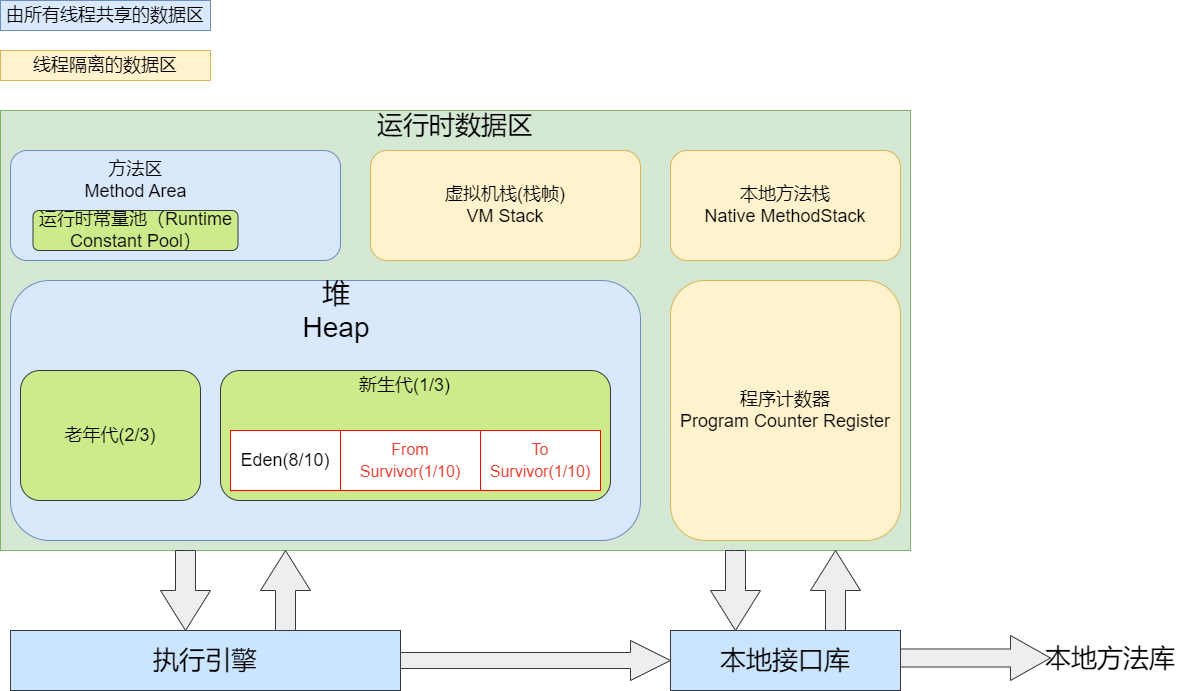 由所有线程共享的数据区
线程隔离的数据区
运行时数据区
方法区
Method Area
运行时常量池（Runtime
Constant Pool）
虚拟机栈(栈帧)
VM Stack
本地方法栈
Native MethodStack
堆
Heap
老年代(2/3)
新生代(1/3)
Eden(8/10)
From
Survivor(1/10)
To
Survivor(1/10)
程序计数器
Program Counter Register
执行引擎
本地接口库
本地方法库